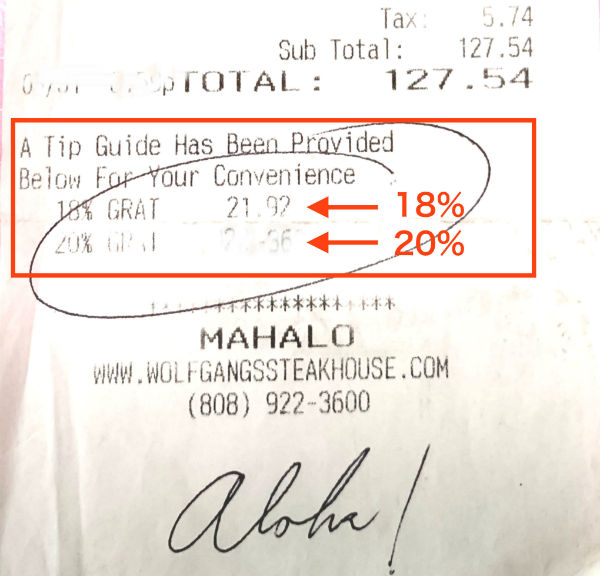 Tax: 5.74
Sub Total: 127.54
TOTAL: 127.54
A Tip Guide Has Been Provided
Below For Your Convenience
18% GRAT 21.92 ← 18%
20% GRAT ← 20%
******************
MAHALO
WWW.WOLFGANGSSTEAKHOUSE.COM
(808) 922-3600
Aloha!